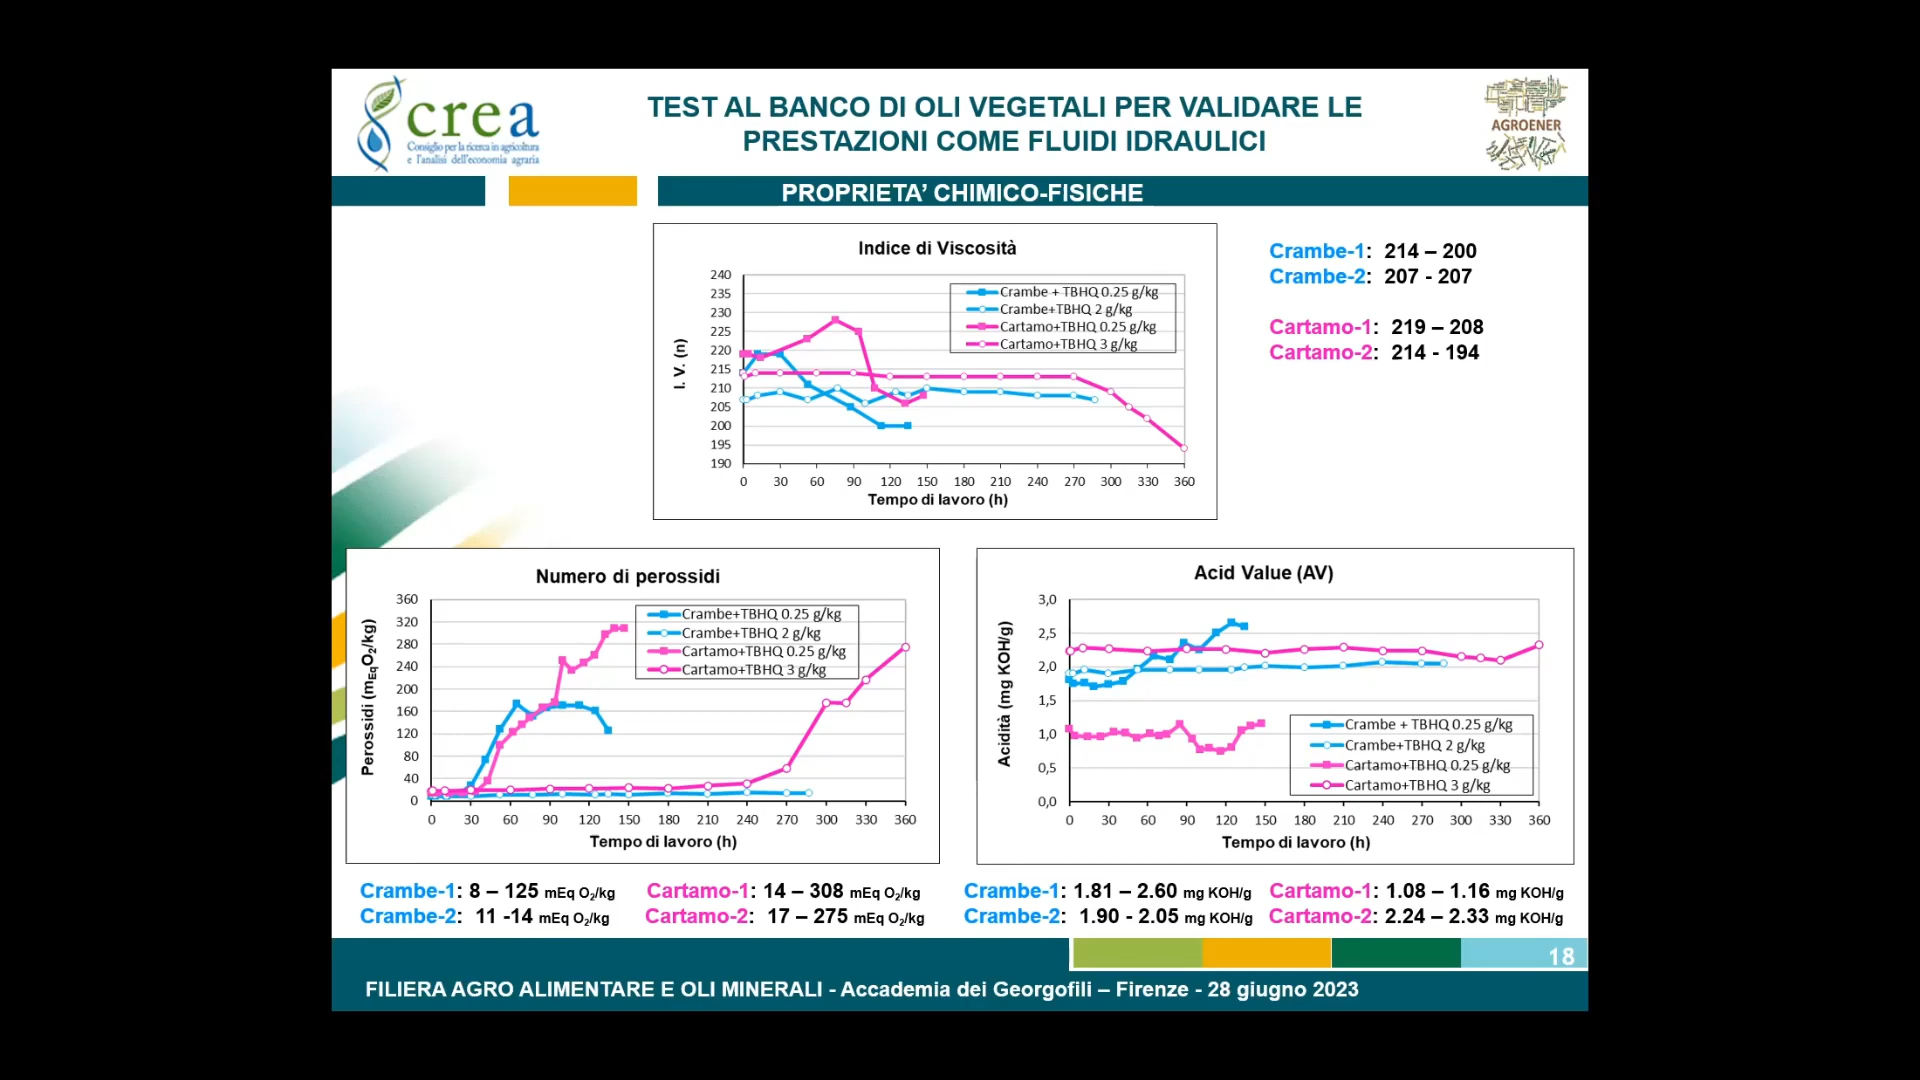 crea
Consiglio per la ricerca in agricoltura
e l'analisi dell'economia agraria
TEST AL BANCO DI OLI VEGETALI PER VALIDARE LE
PRESTAZIONI COME FLUIDI IDRAULICI
AGROENER
PROPRIETA' CHIMICO-FISICHE
Indice di Viscosità
I. V. (n)
240
235
230
225
220
215
210
205
200
195
190
Crambe + TBHQ 0.25 g/kg
Crambe+TBHQ 2 g/kg
Cartamo+TBHQ 0.25 g/kg
Cartamo+TBHQ 3 g/kg
0 30 60 90 120 150 180 210 240 270 300 330 360
Tempo di lavoro (h)
Crambe-1: 214 – 200
Crambe-2: 207 - 207
Cartamo-1: 219 – 208
Cartamo-2: 214 - 194
Numero di perossidi
Perossidi (mEqO2/kg)
360
320
280
240
200
160
120
80
40
0
Crambe+TBHQ 0.25 g/kg
Crambe+TBHQ 2 g/kg
Cartamo+TBHQ 0.25 g/kg
Cartamo+TBHQ 3 g/kg
0 30 60 90 120 150 180 210 240 270 300 330 360
Tempo di lavoro (h)
Acid Value (AV)
Acidità (mg KOH/g)
3,0
2,5
2,0
1,5
1,0
0,5
0,0
Crambe + TBHQ 0.25 g/kg
Crambe+TBHQ 2 g/kg
Cartamo+TBHQ 0.25 g/kg
Cartamo+TBHQ 3 g/kg
0 30 60 90 120 150 180 210 240 270 300 330 360
Tempo di lavoro (h)
Crambe-1: 8 – 125 mEq O2/kg Cartamo-1: 14 – 308 mEq O2/kg
Crambe-2: 11 -14 mEq O2/kg Cartamo-2: 17 – 275 mEq O2/kg
Crambe-1: 1.81 – 2.60 mg KOH/g Cartamo-1: 1.08 – 1.16 mg KOH/g
Crambe-2: 1.90 - 2.05 mg KOH/g Cartamo-2: 2.24 – 2.33 mg KOH/g
18
FILIERA AGRO ALIMENTARE E OLI MINERALI - Accademia dei Georgofili – Firenze - 28 giugno 2023